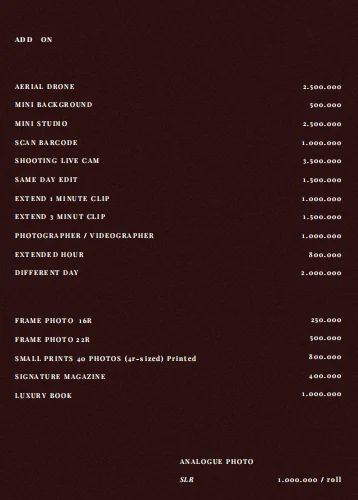 ADD ON
AERIAL DRONE 2.500.000
MINI BACKGROUND 500.000
MINI STUDIO 2.500.000
SCAN BARCODE 1.000.000
SHOOTING LIVE CAM 3.500.000
SAME DAY EDIT 1.500.000
EXTEND 1 MINUTE CLIP 1.000.000
EXTEND 3 MINUT CLIP 1.500.000
PHOTOGRAPHER / VIDEOGRAPHER 1.000.000
EXTENDED HOUR 800.000
DIFFERENT DAY 2.000.000
FRAME PHOTO 16R 250.000
FRAME PHOTO 22R 500.000
SMALL PRINTS 40 PHOTOS (4r-sized) Printed 800.000
SIGNATURE MAGAZINE 400.000
LUXURY BOOK 1.000.000
ANALOGUE PHOTO
SLR 1.000.000 / roll